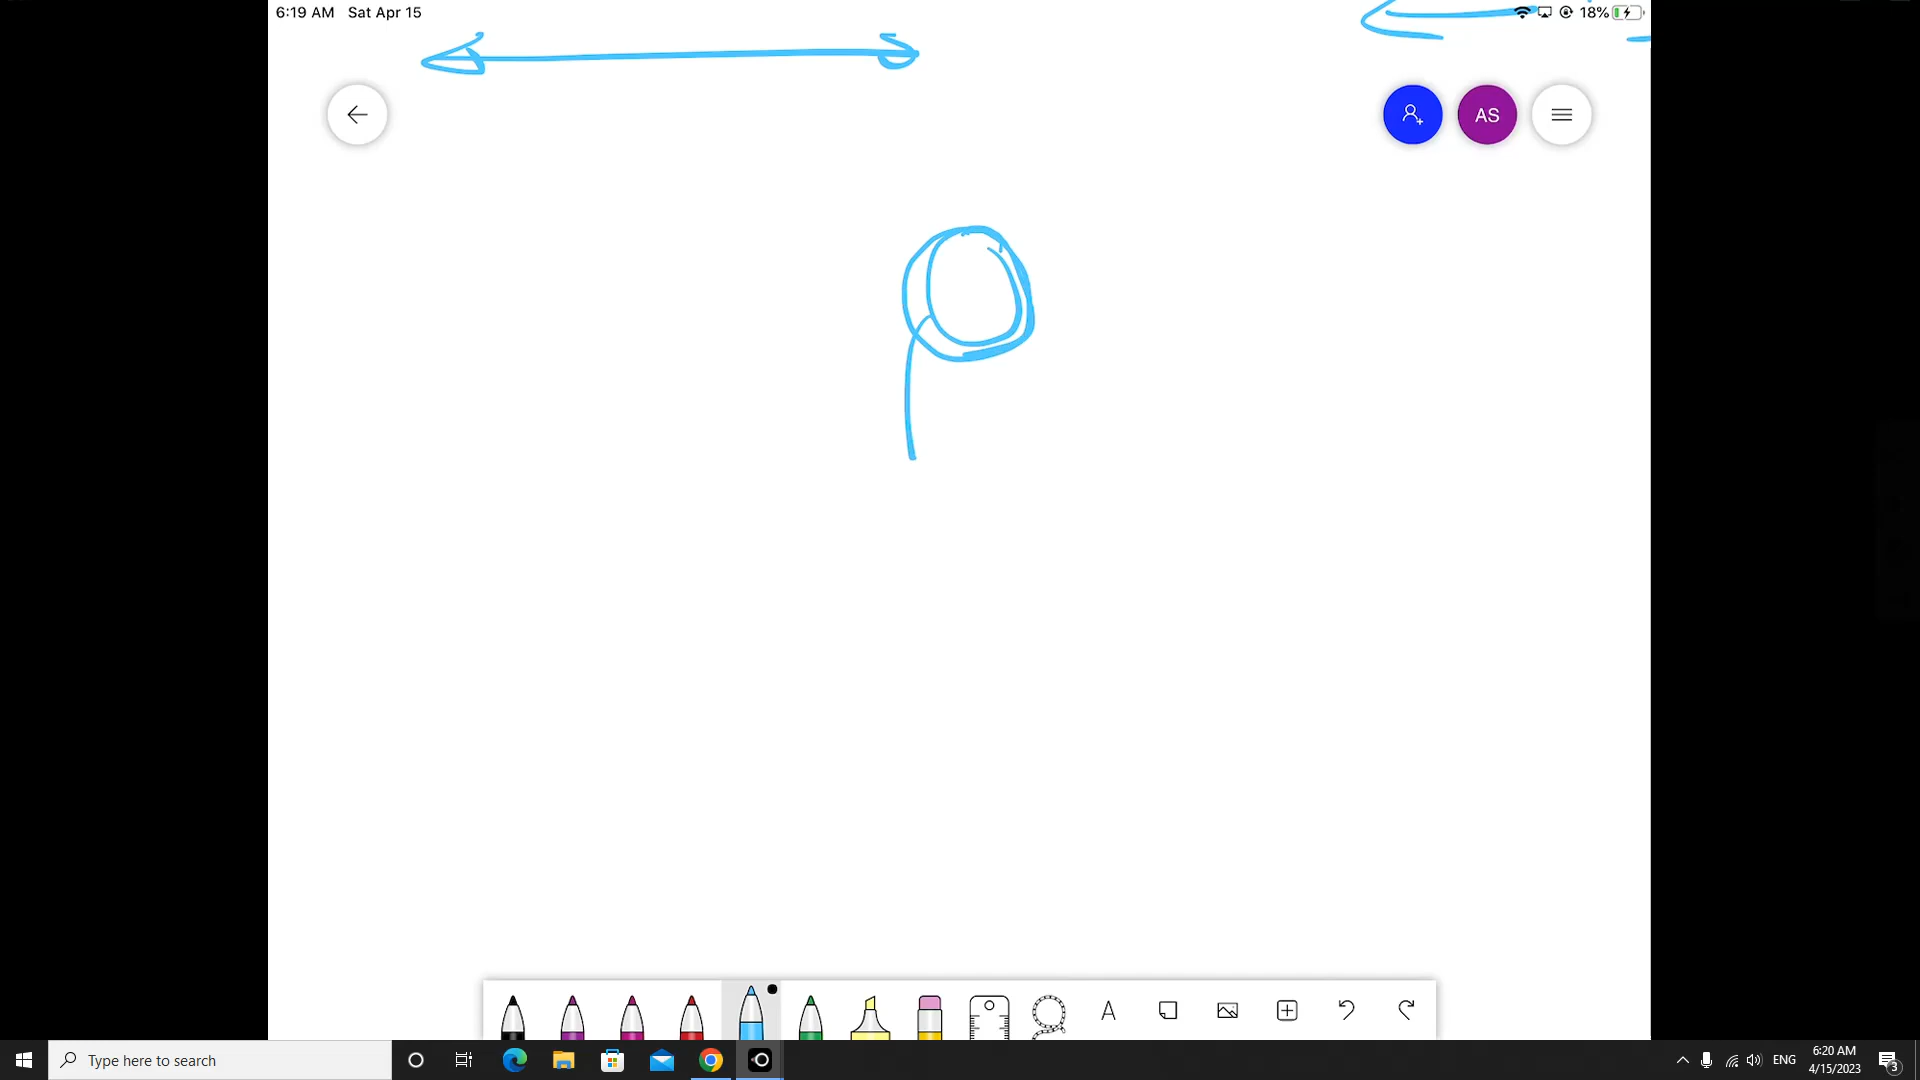 6:19 AM Sat Apr 15
18%
AS
A
Type here to search
ENG
6:20 AM
4/15/2023
3